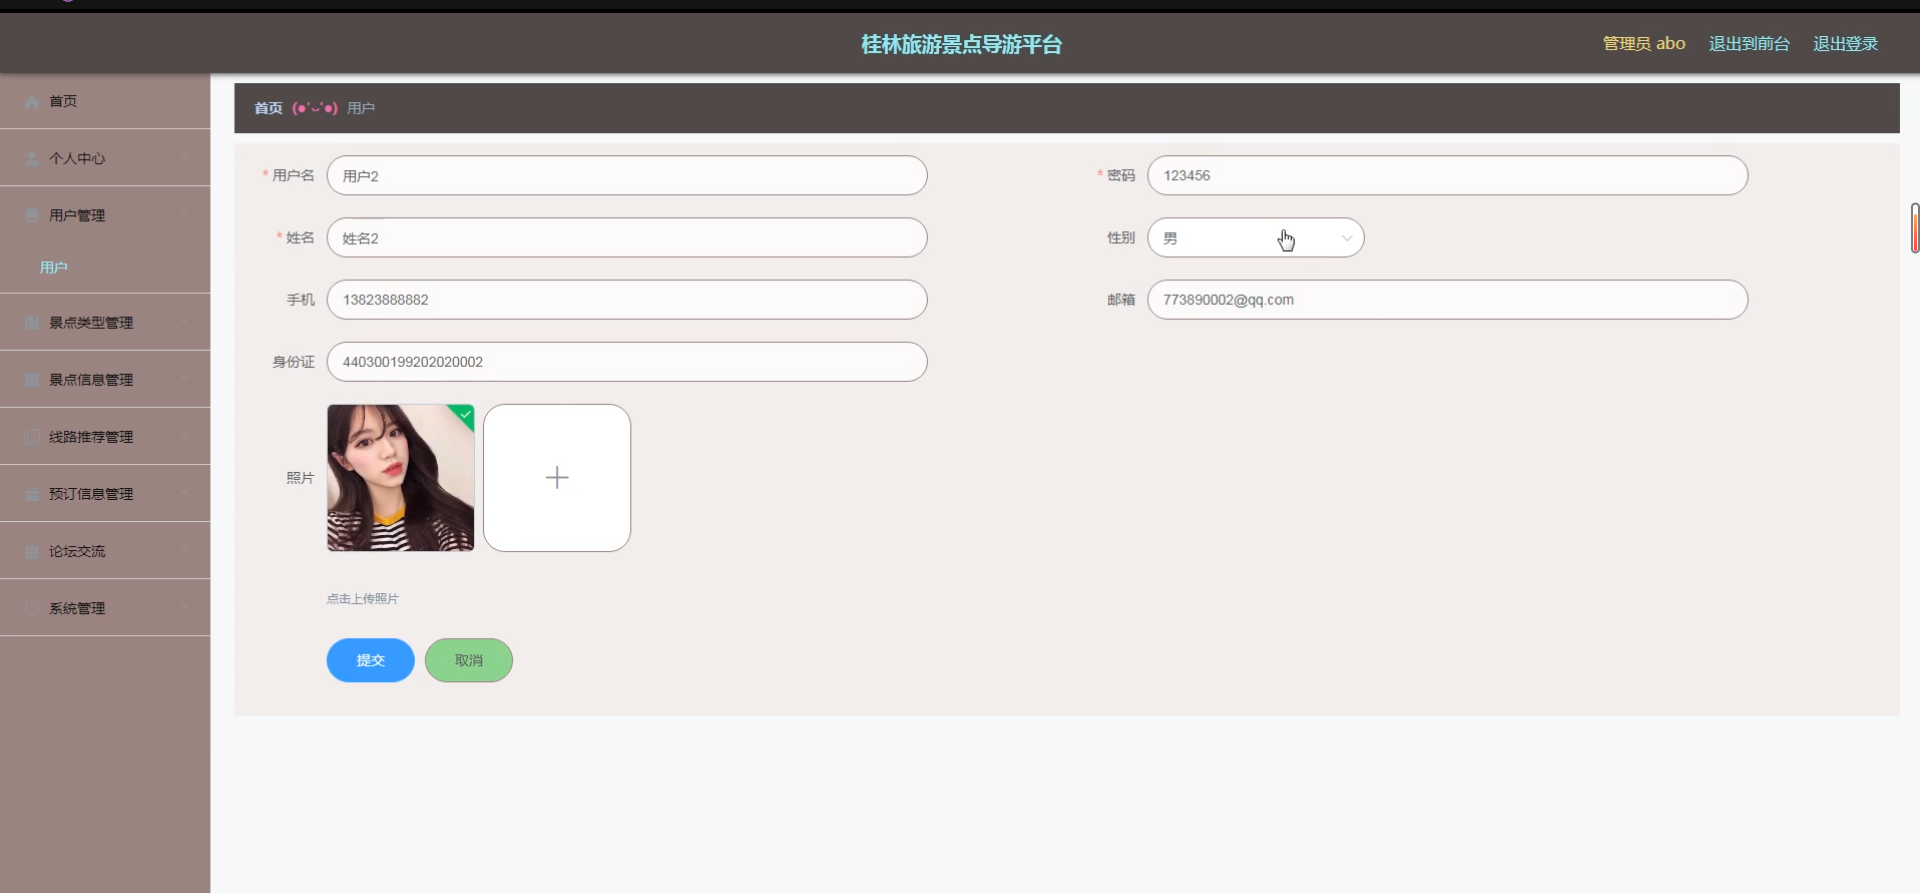 桂林旅游景点导游平台
管理员 abo 退出到前台 退出登录
首页
个人中心
用户管理
用户
景点类型管理
景点信息管理
线路推荐管理
预订信息管理
论坛交流
系统管理
首页 (●'◡'●) 用户
* 用户名 用户2
* 密码 123456
* 姓名 姓名2
性别 男
手机 13823888882
邮箱 773890002@qq.com
身份证 440300199202020002
照片
点击上传照片
提交 取消